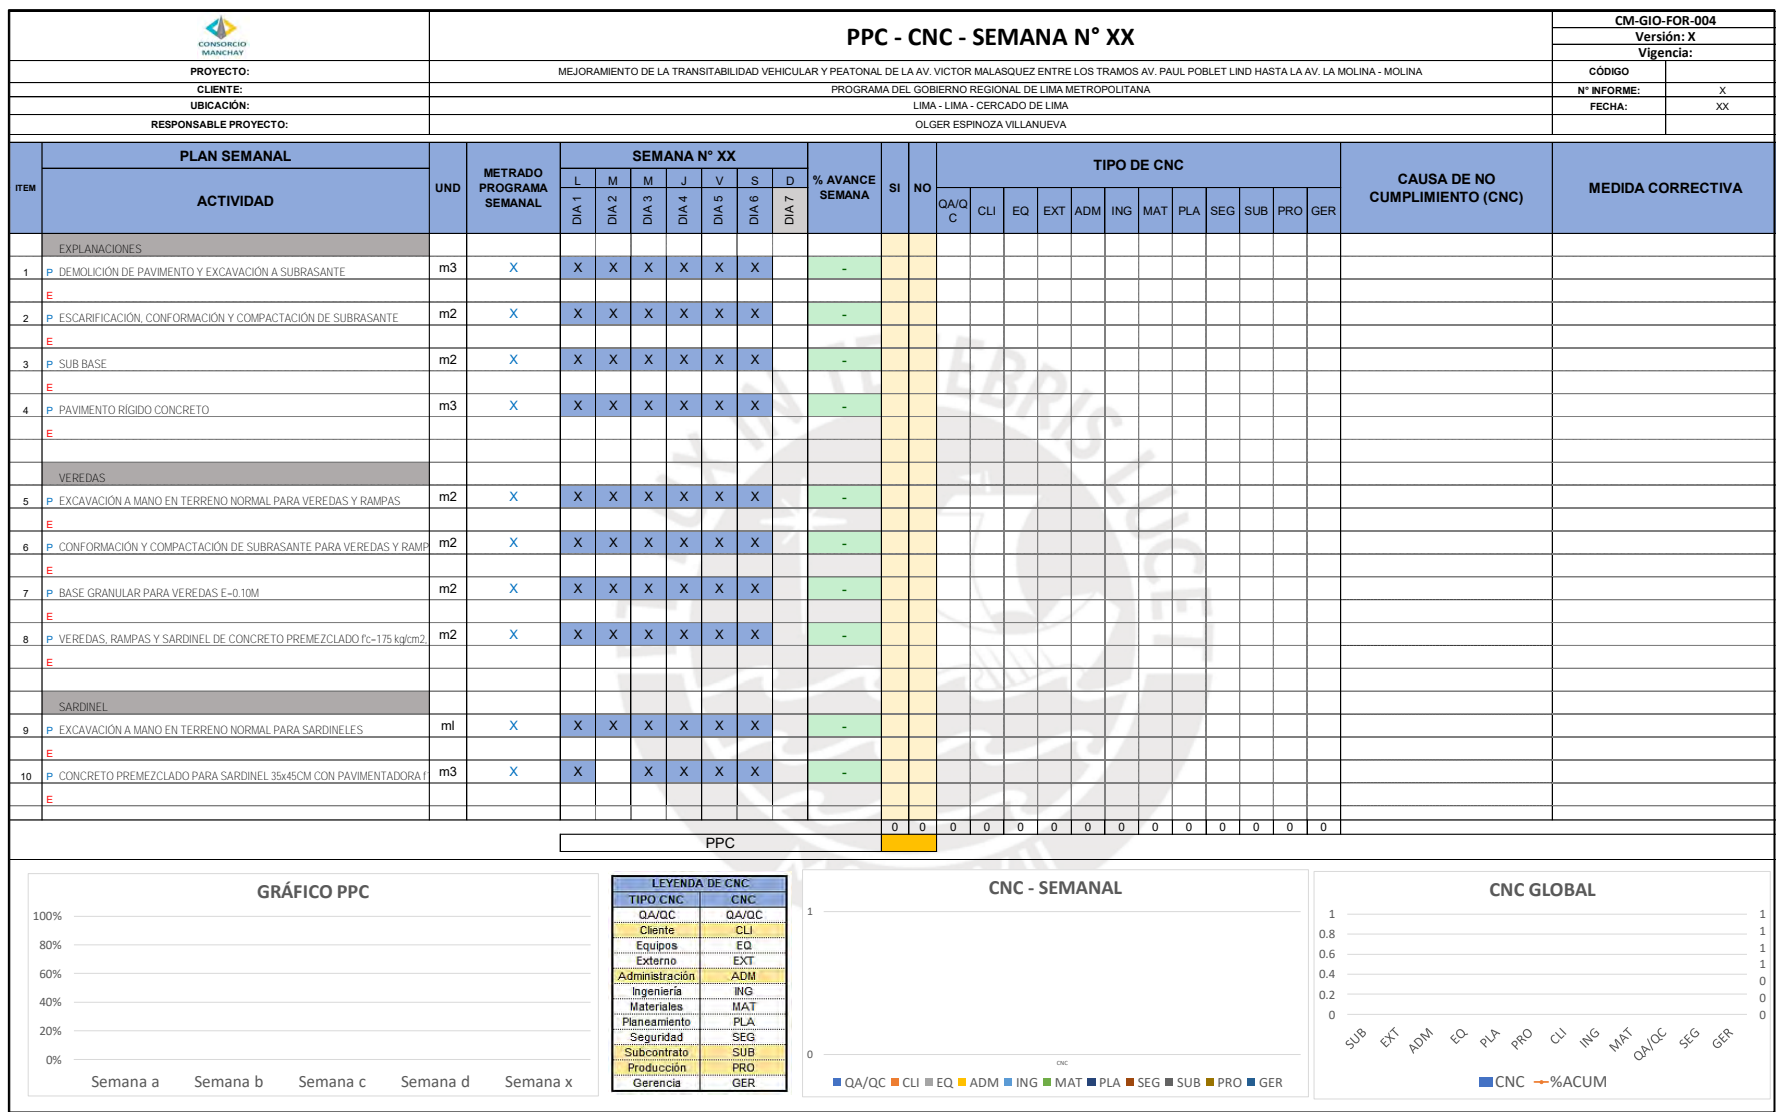 CONSORCIO
MANCHAY
PPC - CNC - SEMANA N° XX
CM-GIO-FOR-004
Versión: X
Vigencia:
PROYECTO: MEJORAMIENTO DE LA TRANSITABILIDAD VEHICULAR Y PEATONAL DE LA AV. VICTOR MALASQUEZ ENTRE LOS TRAMOS AV. PAUL POBLET LIND HASTA LA AV. LA MOLINA - MOLINA CÓDIGO
CLIENTE: PROGRAMA DEL GOBIERNO REGIONAL DE LIMA METROPOLITANA N° INFORME: X
UBICACIÓN: LIMA - LIMA - CERCADO DE LIMA FECHA: XX
RESPONSABLE PROYECTO: OLGER ESPINOZA VILLANUEVA
ITEM PLAN SEMANAL
ACTIVIDAD
UND
METRADO
PROGRAMA
SEMANAL
SEMANA N° XX
L M M J V S D
DIA 1 DIA 2 DIA 3 DIA 4 DIA 5 DIA 6 DIA 7
% AVANCE
SEMANA
SI NO
TIPO DE CNC
QA/QC CLI EQ EXT ADM ING MAT PLA SEG SUB PRO GER
CAUSA DE NO
CUMPLIMIENTO (CNC)
MEDIDA CORRECTIVA
EXPLANACIONES
1 P DEMOLICIÓN DE PAVIMENTO Y EXCAVACIÓN A SUBRASANTE m3 X X X X X X X -
E
2 P ESCARIFICACIÓN, CONFORMACIÓN Y COMPACTACIÓN DE SUBRASANTE m2 X X X X X X X -
E
3 P SUB BASE m2 X X X X X X X -
E
4 P PAVIMENTO RÍGIDO CONCRETO m3 X X X X X X X -
E
VEREDAS
5 P EXCAVACIÓN A MANO EN TERRENO NORMAL PARA VEREDAS Y RAMPAS m2 X X X X X X X -
E
6 P CONFORMACIÓN Y COMPACTACIÓN DE SUBRASANTE PARA VEREDAS Y RAMP m2 X X X X X X X -
E
7 P BASE GRANULAR PARA VEREDAS E=0.10M m2 X X X X X X X -
E
8 P VEREDAS, RAMPAS Y SARDINEL DE CONCRETO PREMEZCLADO f'c=175 kg/cm2, m2 X X X X X X X -
E
SARDINEL
9 P EXCAVACIÓN A MANO EN TERRENO NORMAL PARA SARDINELES ml X X X X X X X -
E
10 P CONCRETO PREMEZCLADO PARA SARDINEL 35x45CM CON PAVIMENTADORA f m3 X X X X X X -
E
0 0 0 0 0 0 0 0 0 0 0 0 0 0
PPC
GRÁFICO PPC
100%
80%
60%
40%
20%
0%
Semana a Semana b Semana c Semana d Semana x
LEYENDA DE CNC
TIPO CNC CNC
QA/QC QA/QC
Cliente CLI
Equipos EQ
Externo EXT
Administración ADM
Ingeniería ING
Materiales MAT
Planeamiento PLA
Seguridad SEG
Subcontrato SUB
Producción PRO
Gerencia GER
CNC - SEMANAL
1
0
CNC
QA/QC CLI EQ ADM ING MAT PLA SEG SUB PRO GER
CNC GLOBAL
1 1
0.8 1
0.6 1
0.4 1
0.2 0
0 0
0
SUB EXT ADM EQ PLA PRO CLI ING MAT QA/QC SEG GER
CNC %ACUM
ET LUX IN TENEBRIS LUCET